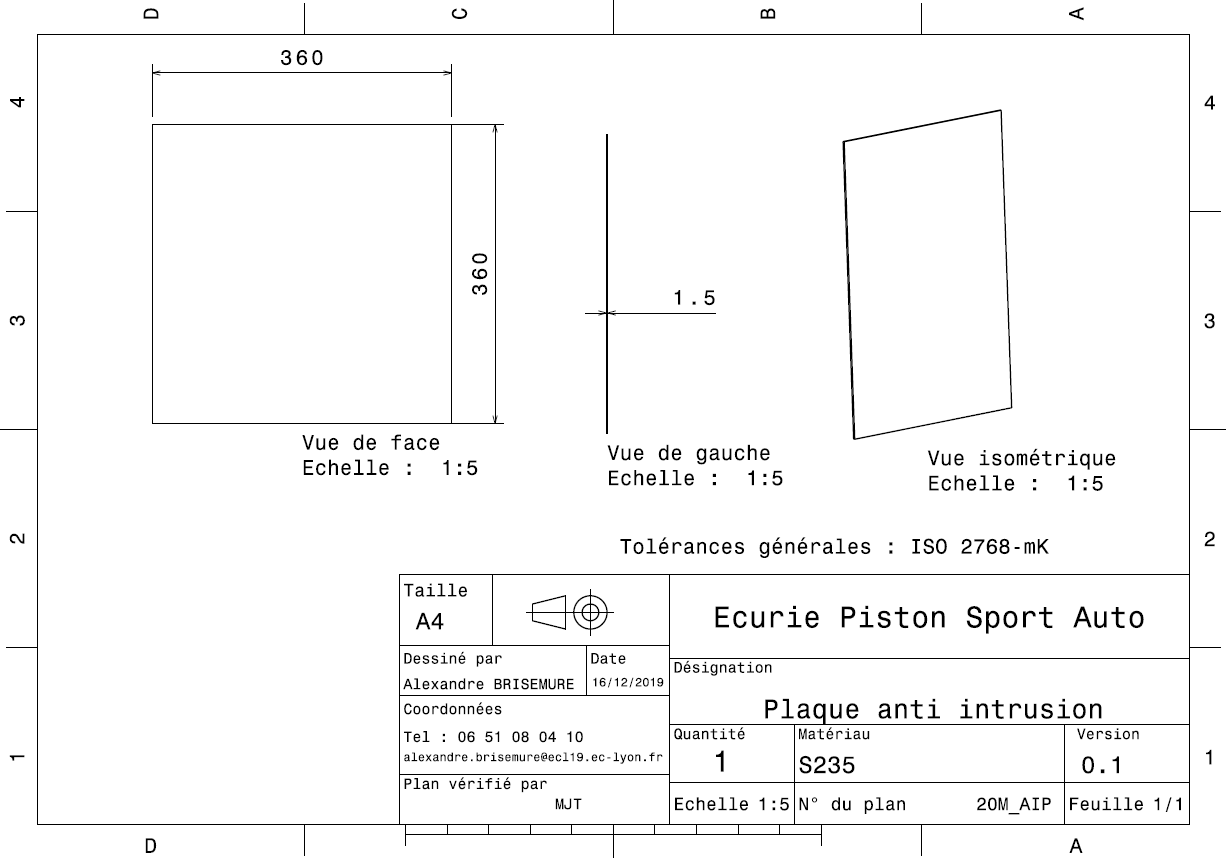 D C B A
360
4 4
360
1.5
3 3
Vue de face
Echelle : 1:5
Vue de gauche
Echelle : 1:5
Vue isométrique
Echelle : 1:5
2 2
Tolérances générales : ISO 2768-mK
Taille
A4
Ecurie Piston Sport Auto
Dessiné par
Alexandre BRISEMURE
Date
16/12/2019
Désignation
Plaque anti intrusion
Coordonnées
Tel : 06 51 08 04 10
alexandre.brisemure@ecl19.ec-lyon.fr
Quantité
1
Matériau
S235
Version
0.1
1 1
Plan vérifié par
MJT
Echelle 1:5
N° du plan 20M_AIP
Feuille 1/1
D A